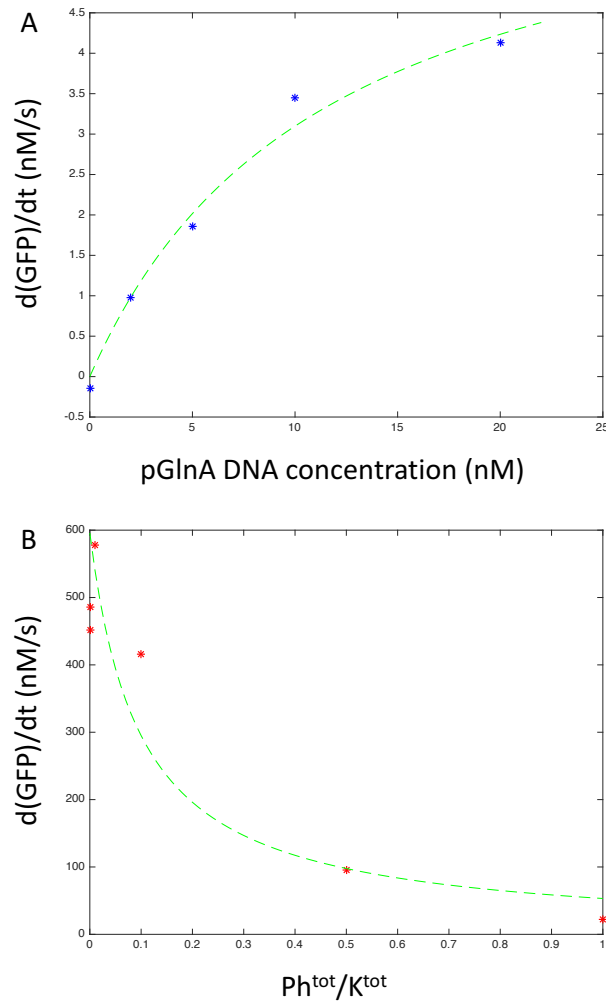 A
4.5
4
3.5
3
2.5
2
1.5
1
0.5
0
-0.5
d(GFP)/dt (nM/s)
0 5 10 15 20 25
pGlnA DNA concentration (nM)
B
600
500
400
300
200
100
0
d(GFP)/dt (nM/s)
0 0.1 0.2 0.3 0.4 0.5 0.6 0.7 0.8 0.9 1
Ph^tot/K^tot